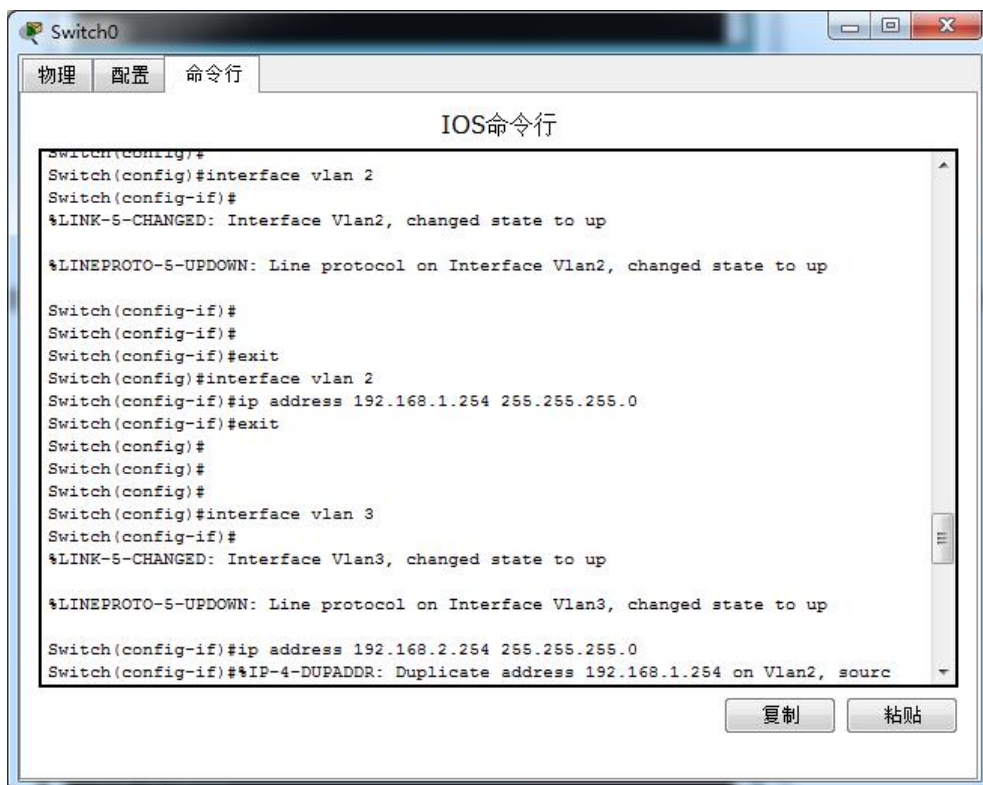 Switch0
物理 配置 命令行
IOS命令行
Switch(config)#
Switch(config)#interface vlan 2
Switch(config-if)#
%LINK-5-CHANGED: Interface Vlan2, changed state to up
%LINEPROTO-5-UPDOWN: Line protocol on Interface Vlan2, changed state to up
Switch(config-if)#
Switch(config-if)#
Switch(config-if)#exit
Switch(config)#interface vlan 2
Switch(config-if)#ip address 192.168.1.254 255.255.255.0
Switch(config-if)#exit
Switch(config)#
Switch(config)#
Switch(config)#
Switch(config)#interface vlan 3
Switch(config-if)#
%LINK-5-CHANGED: Interface Vlan3, changed state to up
%LINEPROTO-5-UPDOWN: Line protocol on Interface Vlan3, changed state to up
Switch(config-if)#ip address 192.168.2.254 255.255.255.0
Switch(config-if)#%IP-4-DUPADDR: Duplicate address 192.168.1.254 on Vlan2, sourc
复制 粘贴